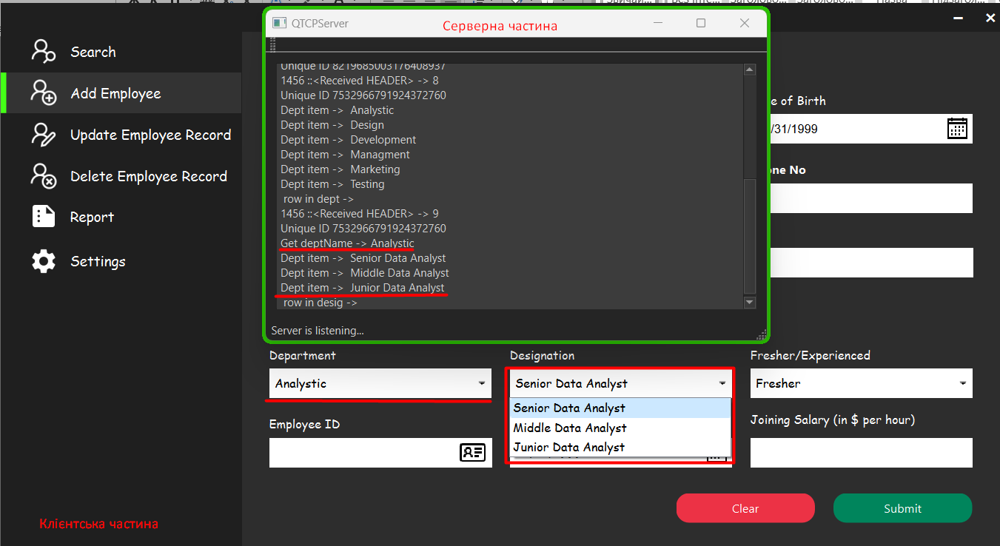 Search
Add Employee
Update Employee Record
Delete Employee Record
Report
Settings
Клієнтська частина
QTCPServer
Серверна частина
Unique ID 8219685003176408937
1456 ::<Received HEADER> -> 8
Unique ID 7532966791924372760
Dept item -> Analystic
Dept item -> Design
Dept item -> Development
Dept item -> Managment
Dept item -> Marketing
Dept item -> Testing
row in dept ->
1456 ::<Received HEADER> -> 9
Unique ID 7532966791924372760
Get deptName -> Analystic
Dept item -> Senior Data Analyst
Dept item -> Middle Data Analyst
Dept item -> Junior Data Analyst
row in desig ->
Server is listening...
of Birth
/31/1999
No
Department
Designation
Fresher/Experienced
Analystic
Senior Data Analyst
Fresher
Senior Data Analyst
Middle Data Analyst
Junior Data Analyst
Employee ID
Joining Salary (in $ per hour)
Clear
Submit